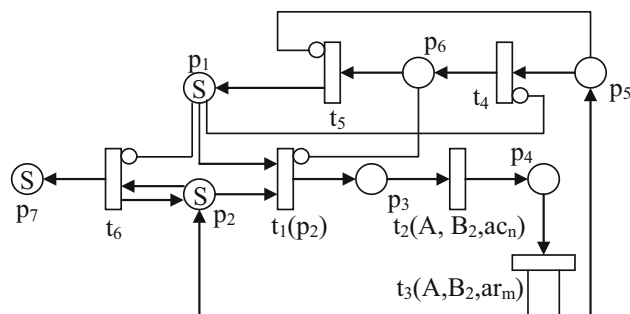 p₆
p₁
S
t₅
t₄
p₅
S
p₇
t₆
S
p₂
t₁(p₂)
p₃
p₄
t₂(A, B₂,acₙ)
t₃(A,B₂,arₘ)